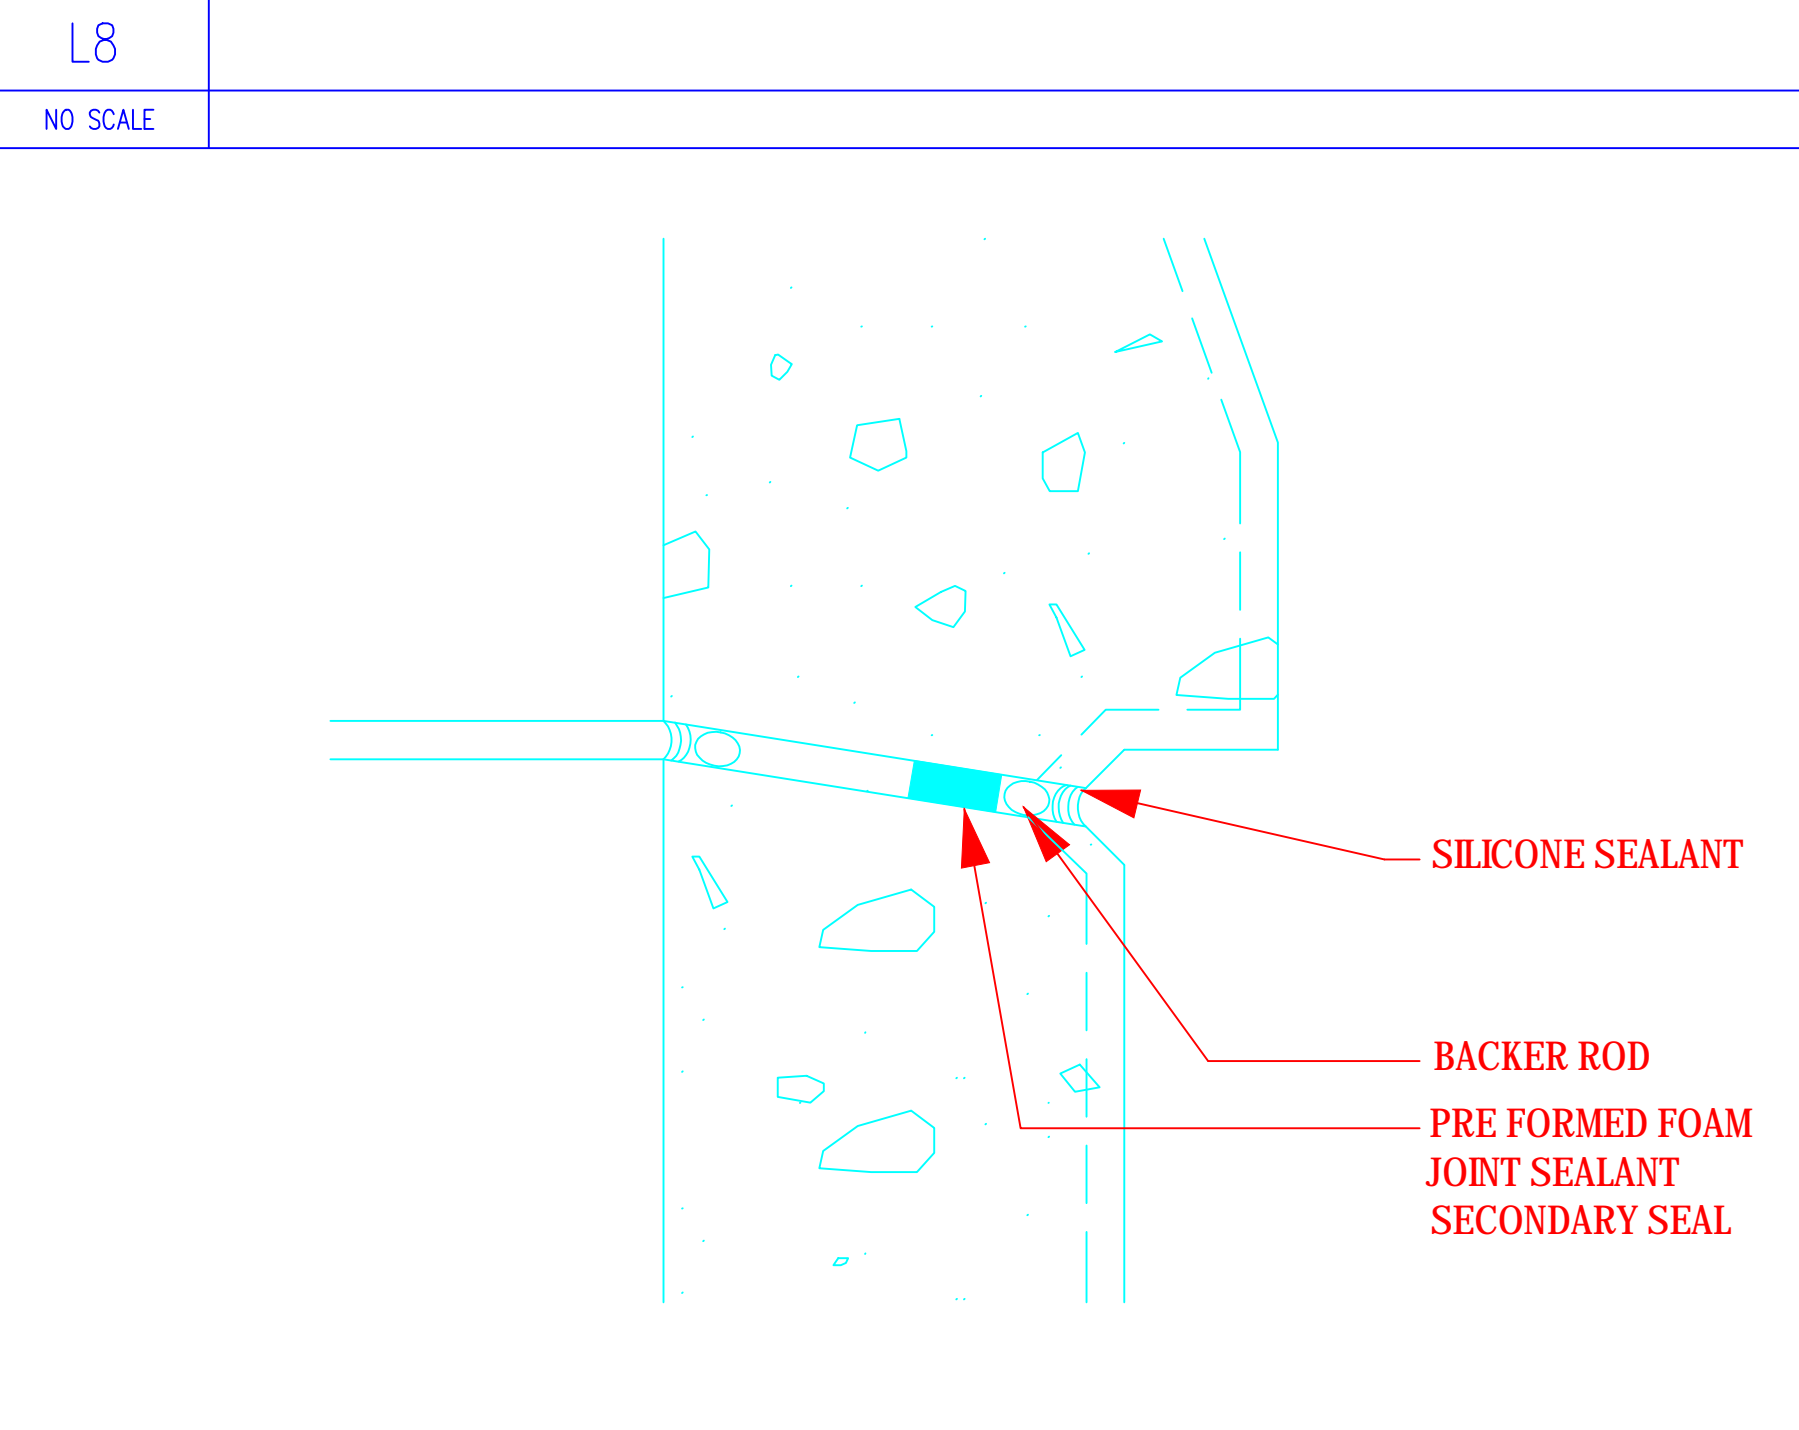 L8
NO SCALE
SILICONE SEALANT
BACKER ROD
PRE FORMED FOAM
JOINT SEALANT
SECONDARY SEAL